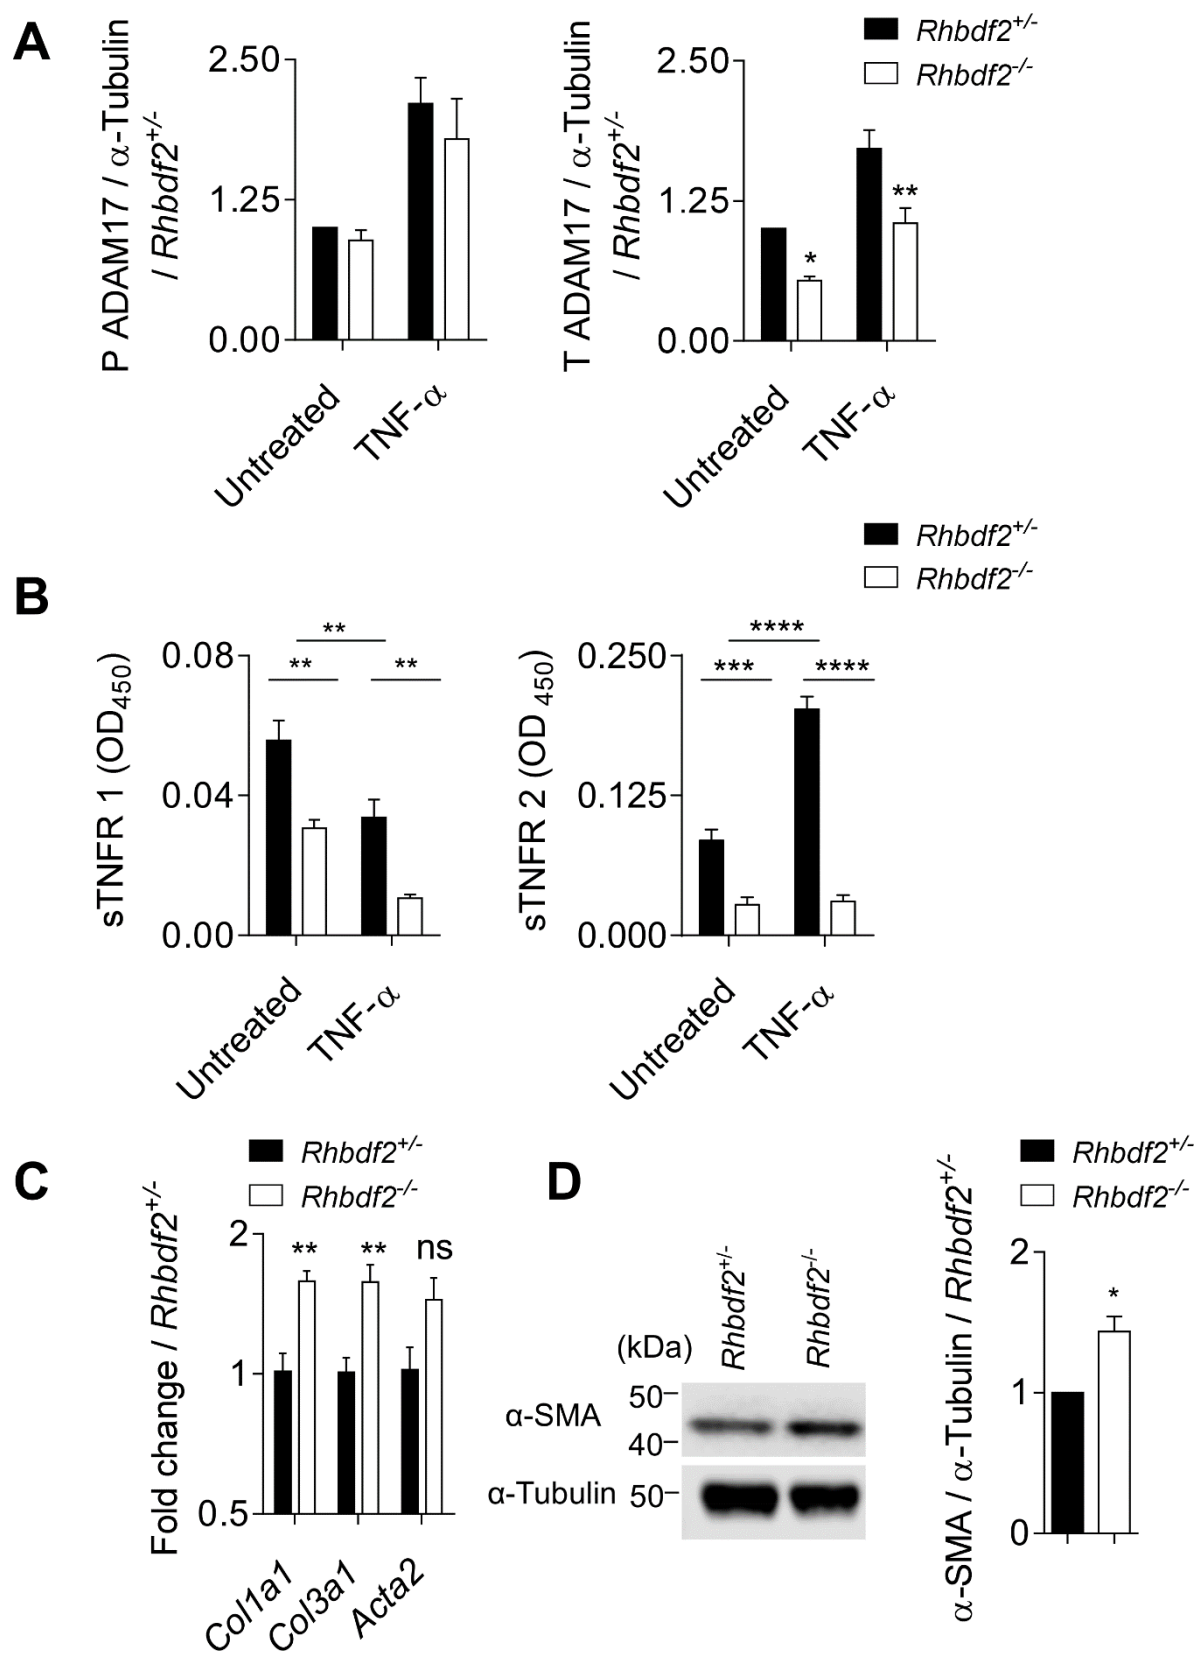 A
P ADAM17 / α-Tubulin
/ Rhbdf2+/-
2.50
1.25
0.00
Untreated
TNF-α
T ADAM17 / α-Tubulin
/ Rhbdf2+/-
2.50
1.25
0.00
*
**
Untreated
TNF-α
Rhbdf2+/-
Rhbdf2-/-
B
Rhbdf2+/-
Rhbdf2-/-
sTNFR 1 (OD450)
0.08
0.04
0.00
**
**
**
Untreated
TNF-α
sTNFR 2 (OD450)
0.250
0.125
0.000
****
***
****
Untreated
TNF-α
C
Rhbdf2+/-
Rhbdf2-/-
Fold change / Rhbdf2+/-
2
1
0.5
**
**
ns
Col1a1
Col3a1
Acta2
D
Rhbdf2+/-
Rhbdf2-/-
(kDa)
50
α-SMA
40
α-Tubulin 50
Rhbdf2+/-
Rhbdf2-/-
α-SMA / α-Tubulin / Rhbdf2+/-
2
1
0
*